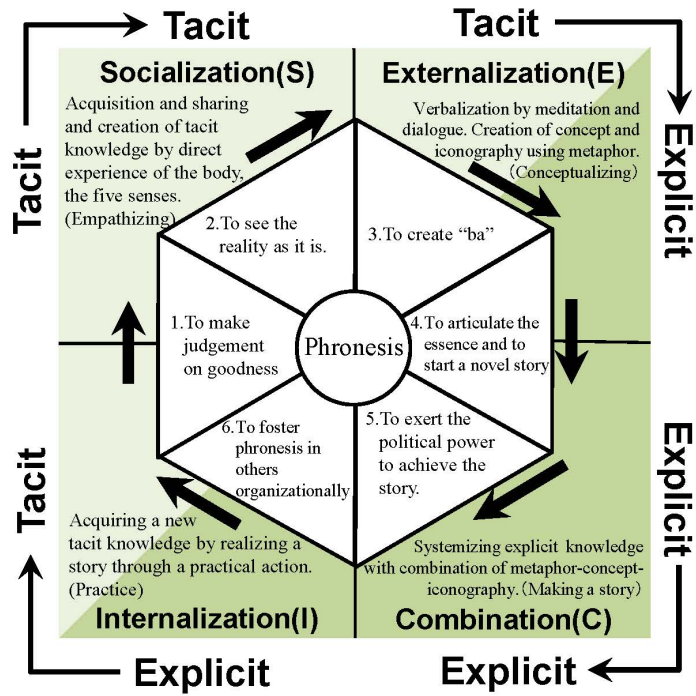 Tacit
Tacit
Tacit
Explicit
Socialization(S)
Acquisition and sharing
and creation of tacit
knowledge by direct
experience of the body,
the five senses.
(Empathizing)
Externalization(E)
Verbalization by meditation and
dialogue. Creation of concept and
iconography using metaphor.
(Conceptualizing)
2.To see the
reality as it is.
3.To create “ba”
1.To make
judgement
on goodness
Phronesis
4.To articulate the
essence and to
start a novel story
6.To foster
phronesis in
others
organizationally
5.To exert the
political power
to achieve the
story.
Tacit
Explicit
Acquiring a new
tacit knowledge by realizing a
story through a practical action.
(Practice)
Internalization(I)
Systemizing explicit knowledge
with combination of metaphor-concept-
iconography.(Making a story)
Combination(C)
Explicit
Explicit